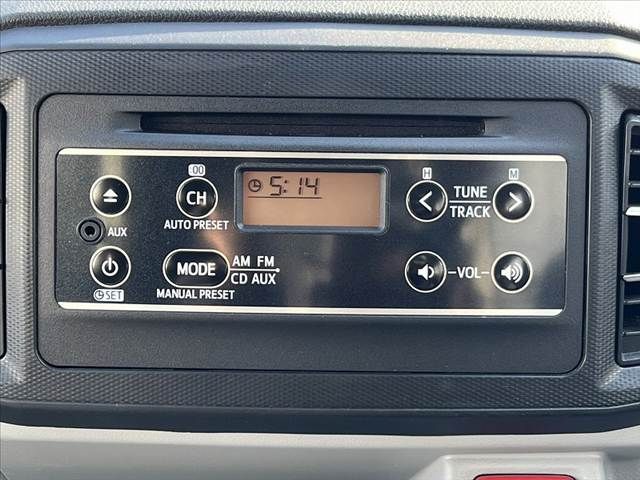 :00
H
M
5:14
CH
TUNE
TRACK
AUTO PRESET
AUX
MODE
AM FM
CD AUX
VOL
SET
MANUAL PRESET